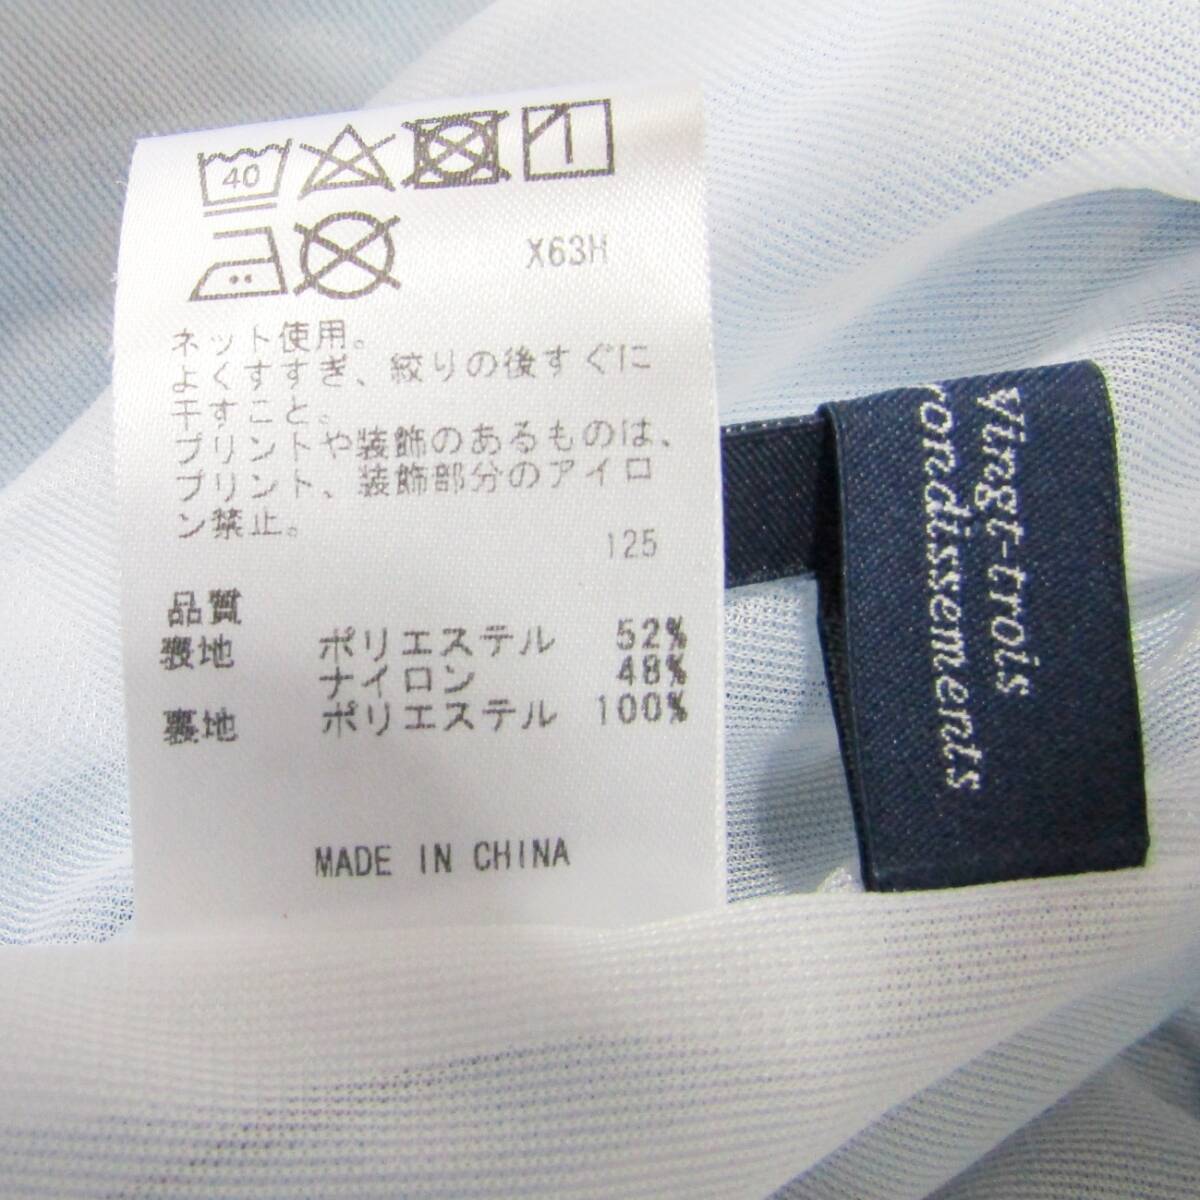 40
X63H
ネット使用。
よくすすぎ、絞りの後すぐに
干すこと。
プリントや装飾のあるものは、
プリント、装飾部分のアイロ
ン禁止。
125
品質
表地 ポリエステル 52%
ナイロン 48%
裏地 ポリエステル 100%
MADE IN CHINA
Vingt-trois
rondissements